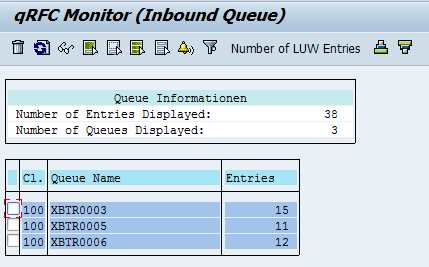 qRFC Monitor (Inbound Queue)
Number of LUW Entries
Queue Informationen
Number of Entries Displayed: 38
Number of Queues Displayed: 3
Cl. Queue Name Entries
100 XBTR0003 15
100 XBTR0005 11
100 XBTR0006 12